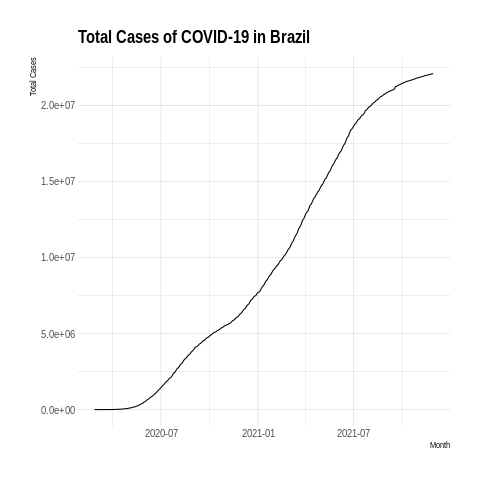 Total Cases of COVID-19 in Brazil
Total Cases
2.0e+07
1.5e+07
1.0e+07
5.0e+06
0.0e+00
2020-07 2021-01 2021-07
Month